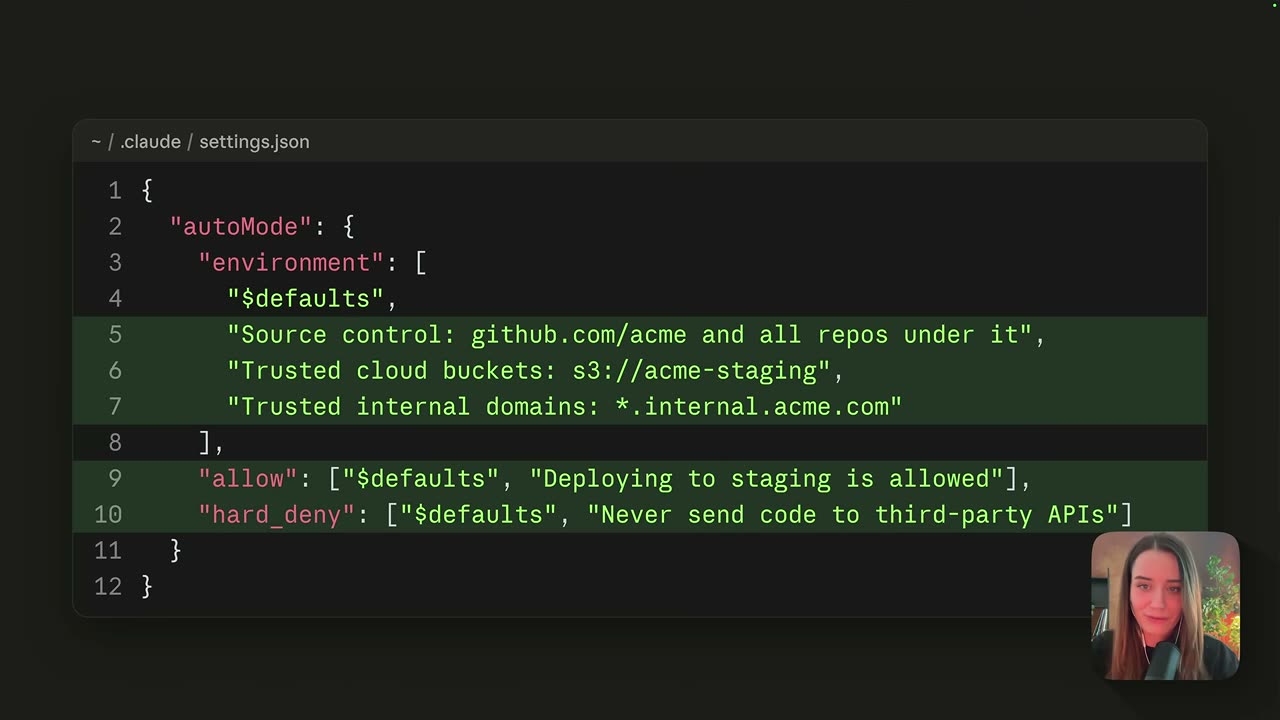 ~ / .claude / settings.json
1 {
2 "autoMode": {
3 "environment": [
4 "$defaults",
5 "Source control: github.com/acme and all repos under it",
6 "Trusted cloud buckets: s3://acme-staging",
7 "Trusted internal domains: *.internal.acme.com"
8 ],
9 "allow": ["$defaults", "Deploying to staging is allowed"],
10 "hard_deny": ["$defaults", "Never send code to third-party APIs"]
11 }
12 }